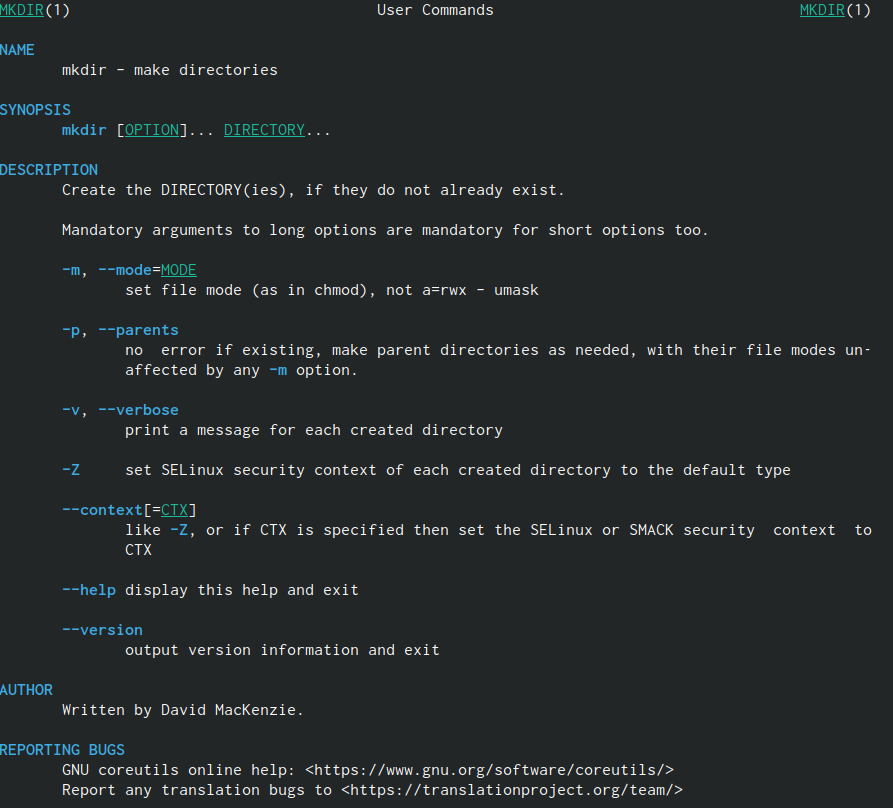 MKDIR(1) User Commands MKDIR(1)
NAME
mkdir - make directories
SYNOPSIS
mkdir [OPTION]... DIRECTORY...
DESCRIPTION
Create the DIRECTORY(ies), if they do not already exist.
Mandatory arguments to long options are mandatory for short options too.
-m, --mode=MODE
set file mode (as in chmod), not a=rwx - umask
-p, --parents
no  error if existing, make parent directories as needed, with their file modes un-
affected by any -m option.
-v, --verbose
print a message for each created directory
-Z     set SELinux security context of each created directory to the default type
--context[=CTX]
like -Z, or if CTX is specified then set the SELinux or SMACK security  context  to
CTX
--help display this help and exit
--version
output version information and exit
AUTHOR
Written by David MacKenzie.
REPORTING BUGS
GNU coreutils online help: <https://www.gnu.org/software/coreutils/>
Report any translation bugs to <https://translationproject.org/team/>